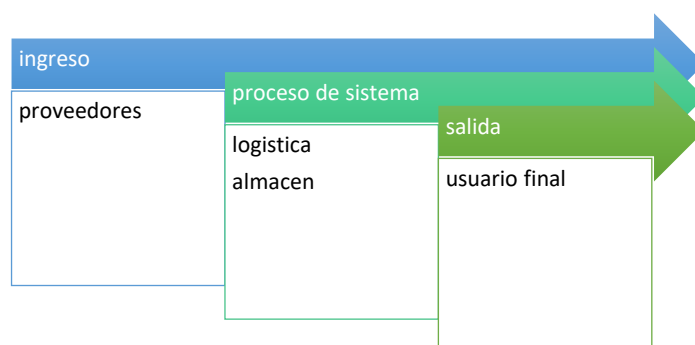 ingreso
proveedores
proceso de sistema
logistica
almacen
salida
usuario final